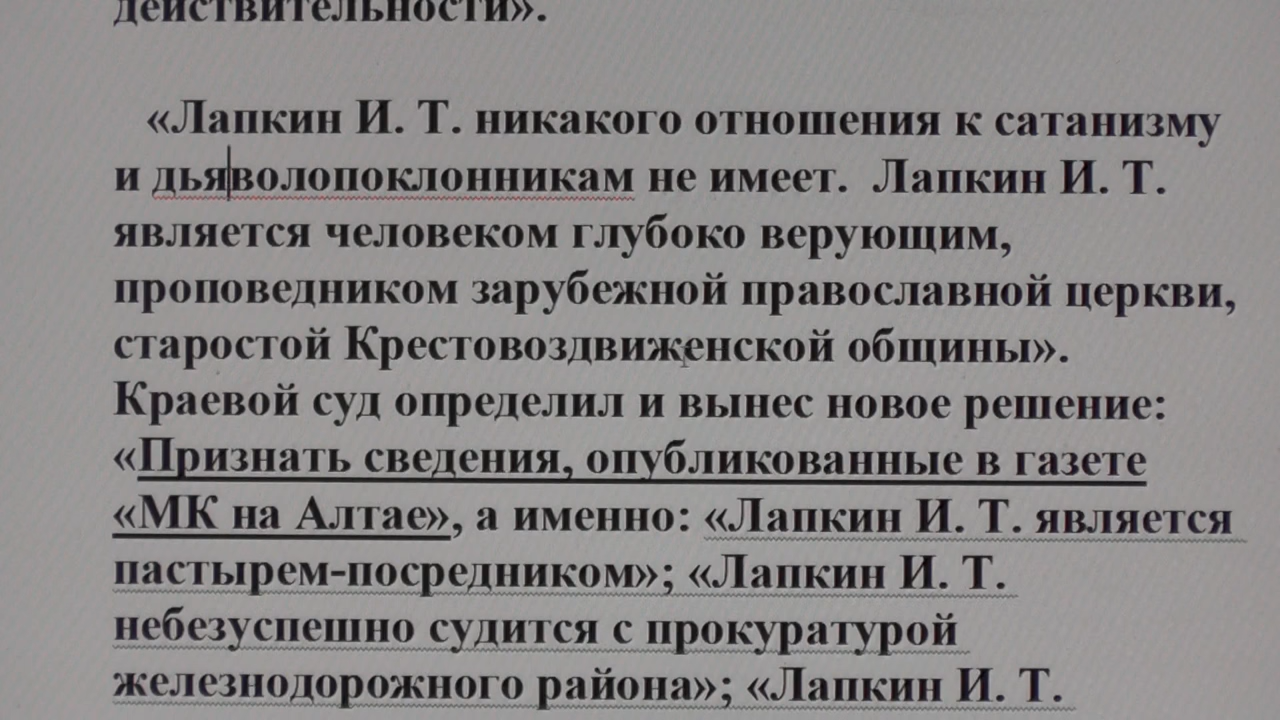 действительности».
«Лапкин И. Т. никакого отношения к сатанизму
и дьяволопоклонникам не имеет. Лапкин И. Т.
является человеком глубоко верующим,
проповедником зарубежной православной церкви,
старостой Крестовоздвиженской общины».
Краевой суд определил и вынес новое решение:
«Признать сведения, опубликованные в газете
«МК на Алтае», а именно: «Лапкин И. Т. является
пастырем-посредником»; «Лапкин И. Т.
небезуспешно судится с прокуратурой
железнодорожного района»; «Лапкин И. Т.